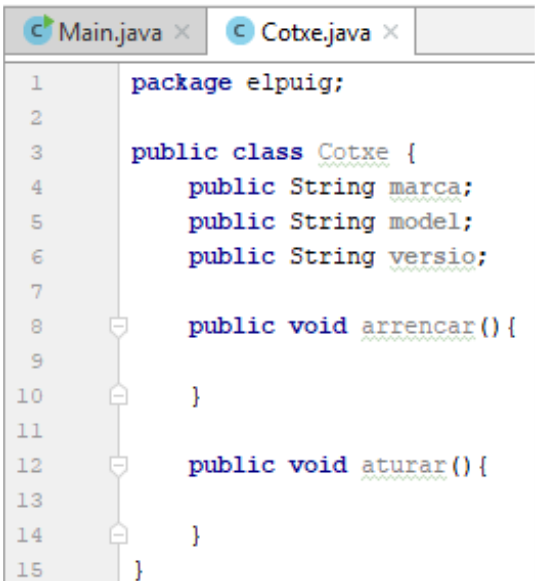 Main.java × Cotxe.java ×
1 package elpuig;
2
3 public class Cotxe {
4     public String marca;
5     public String model;
6     public String versio;
7
8     public void arrencar(){
9
10     }
11
12     public void aturar(){
13
14     }
15 }